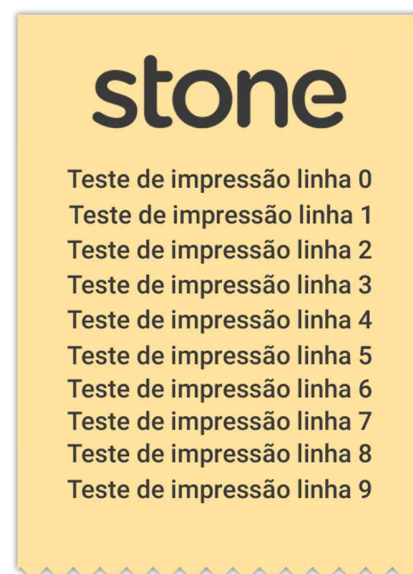 stone
Teste de impressão linha 0
Teste de impressão linha 1
Teste de impressão linha 2
Teste de impressão linha 3
Teste de impressão linha 4
Teste de impressão linha 5
Teste de impressão linha 6
Teste de impressão linha 7
Teste de impressão linha 8
Teste de impressão linha 9